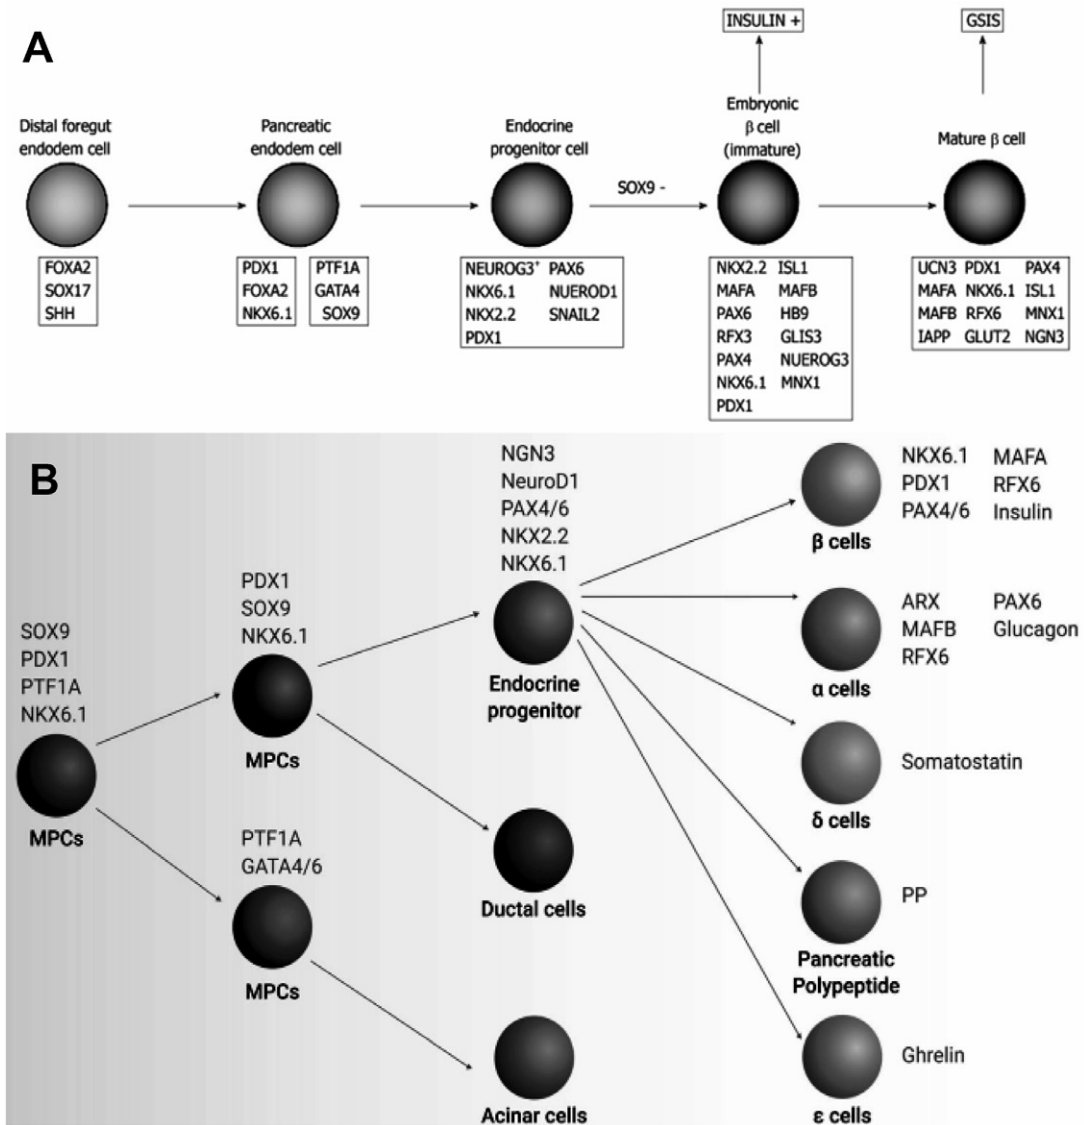 A
INSULIN +
GSIS
Distal foregut
endodem cell
Pancreatic
endodem cell
Endocrine
progenitor cell
SOX9 -
Embryonic
β cell
(immature)
Mature β cell
FOXA2
SOX17
SHH
PDX1 PTF1A
FOXA2 GATA4
NKX6.1 SOX9
NEUROG3⁺ PAX6
NKX6.1 NUEROD1
NKX2.2 SNAIL2
PDX1
NKX2.2 ISL1
MAFA MAFB
PAX6 HB9
RFX3 GLIS3
PAX4 NUEROG3
NKX6.1 MNX1
PDX1
UCN3 PDX1 PAX4
MAFA NKX6.1 ISL1
MAFB RFX6 MNX1
IAPP GLUT2 NGN3
B
SOX9
PDX1
PTF1A
NKX6.1
MPCs
PDX1
SOX9
NKX6.1
MPCs
PTF1A
GATA4/6
MPCs
NGN3
NeuroD1
PAX4/6
NKX2.2
NKX6.1
Endocrine
progenitor
Ductal cells
Acinar cells
NKX6.1 MAFA
PDX1 RFX6
PAX4/6 Insulin
β cells
ARX PAX6
MAFB Glucagon
RFX6
α cells
Somatostatin
δ cells
PP
Pancreatic
Polypeptide
Ghrelin
ε cells